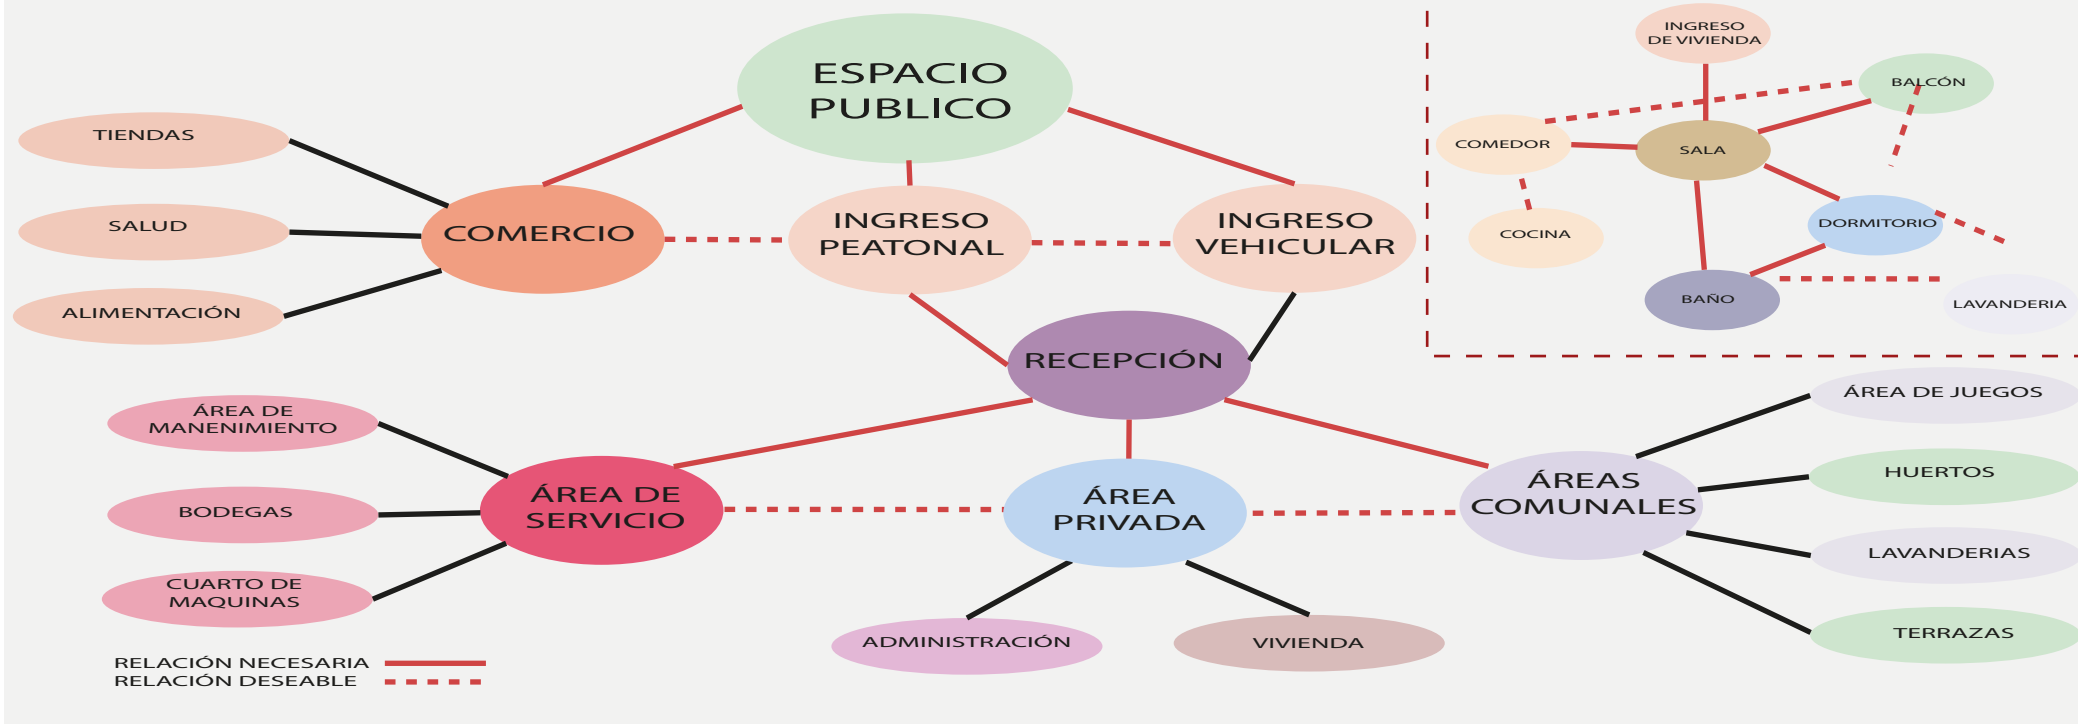 ESPACIO
PUBLICO
TIENDAS
SALUD
ALIMENTACIÓN
COMERCIO
INGRESO
PEATONAL
INGRESO
VEHICULAR
RECEPCIÓN
ÁREA DE
MANENIMIENTO
BODEGAS
CUARTO DE
MAQUINAS
ÁREA DE
SERVICIO
ÁREA
PRIVADA
ÁREAS
COMUNALES
ÁREA DE JUEGOS
HUERTOS
LAVANDERIAS
TERRAZAS
ADMINISTRACIÓN
VIVIENDA
RELACIÓN NECESARIA
RELACIÓN DESEABLE
INGRESO
DE VIVIENDA
BALCÓN
COMEDOR
SALA
COCINA
DORMITORIO
BAÑO
LAVANDERIA